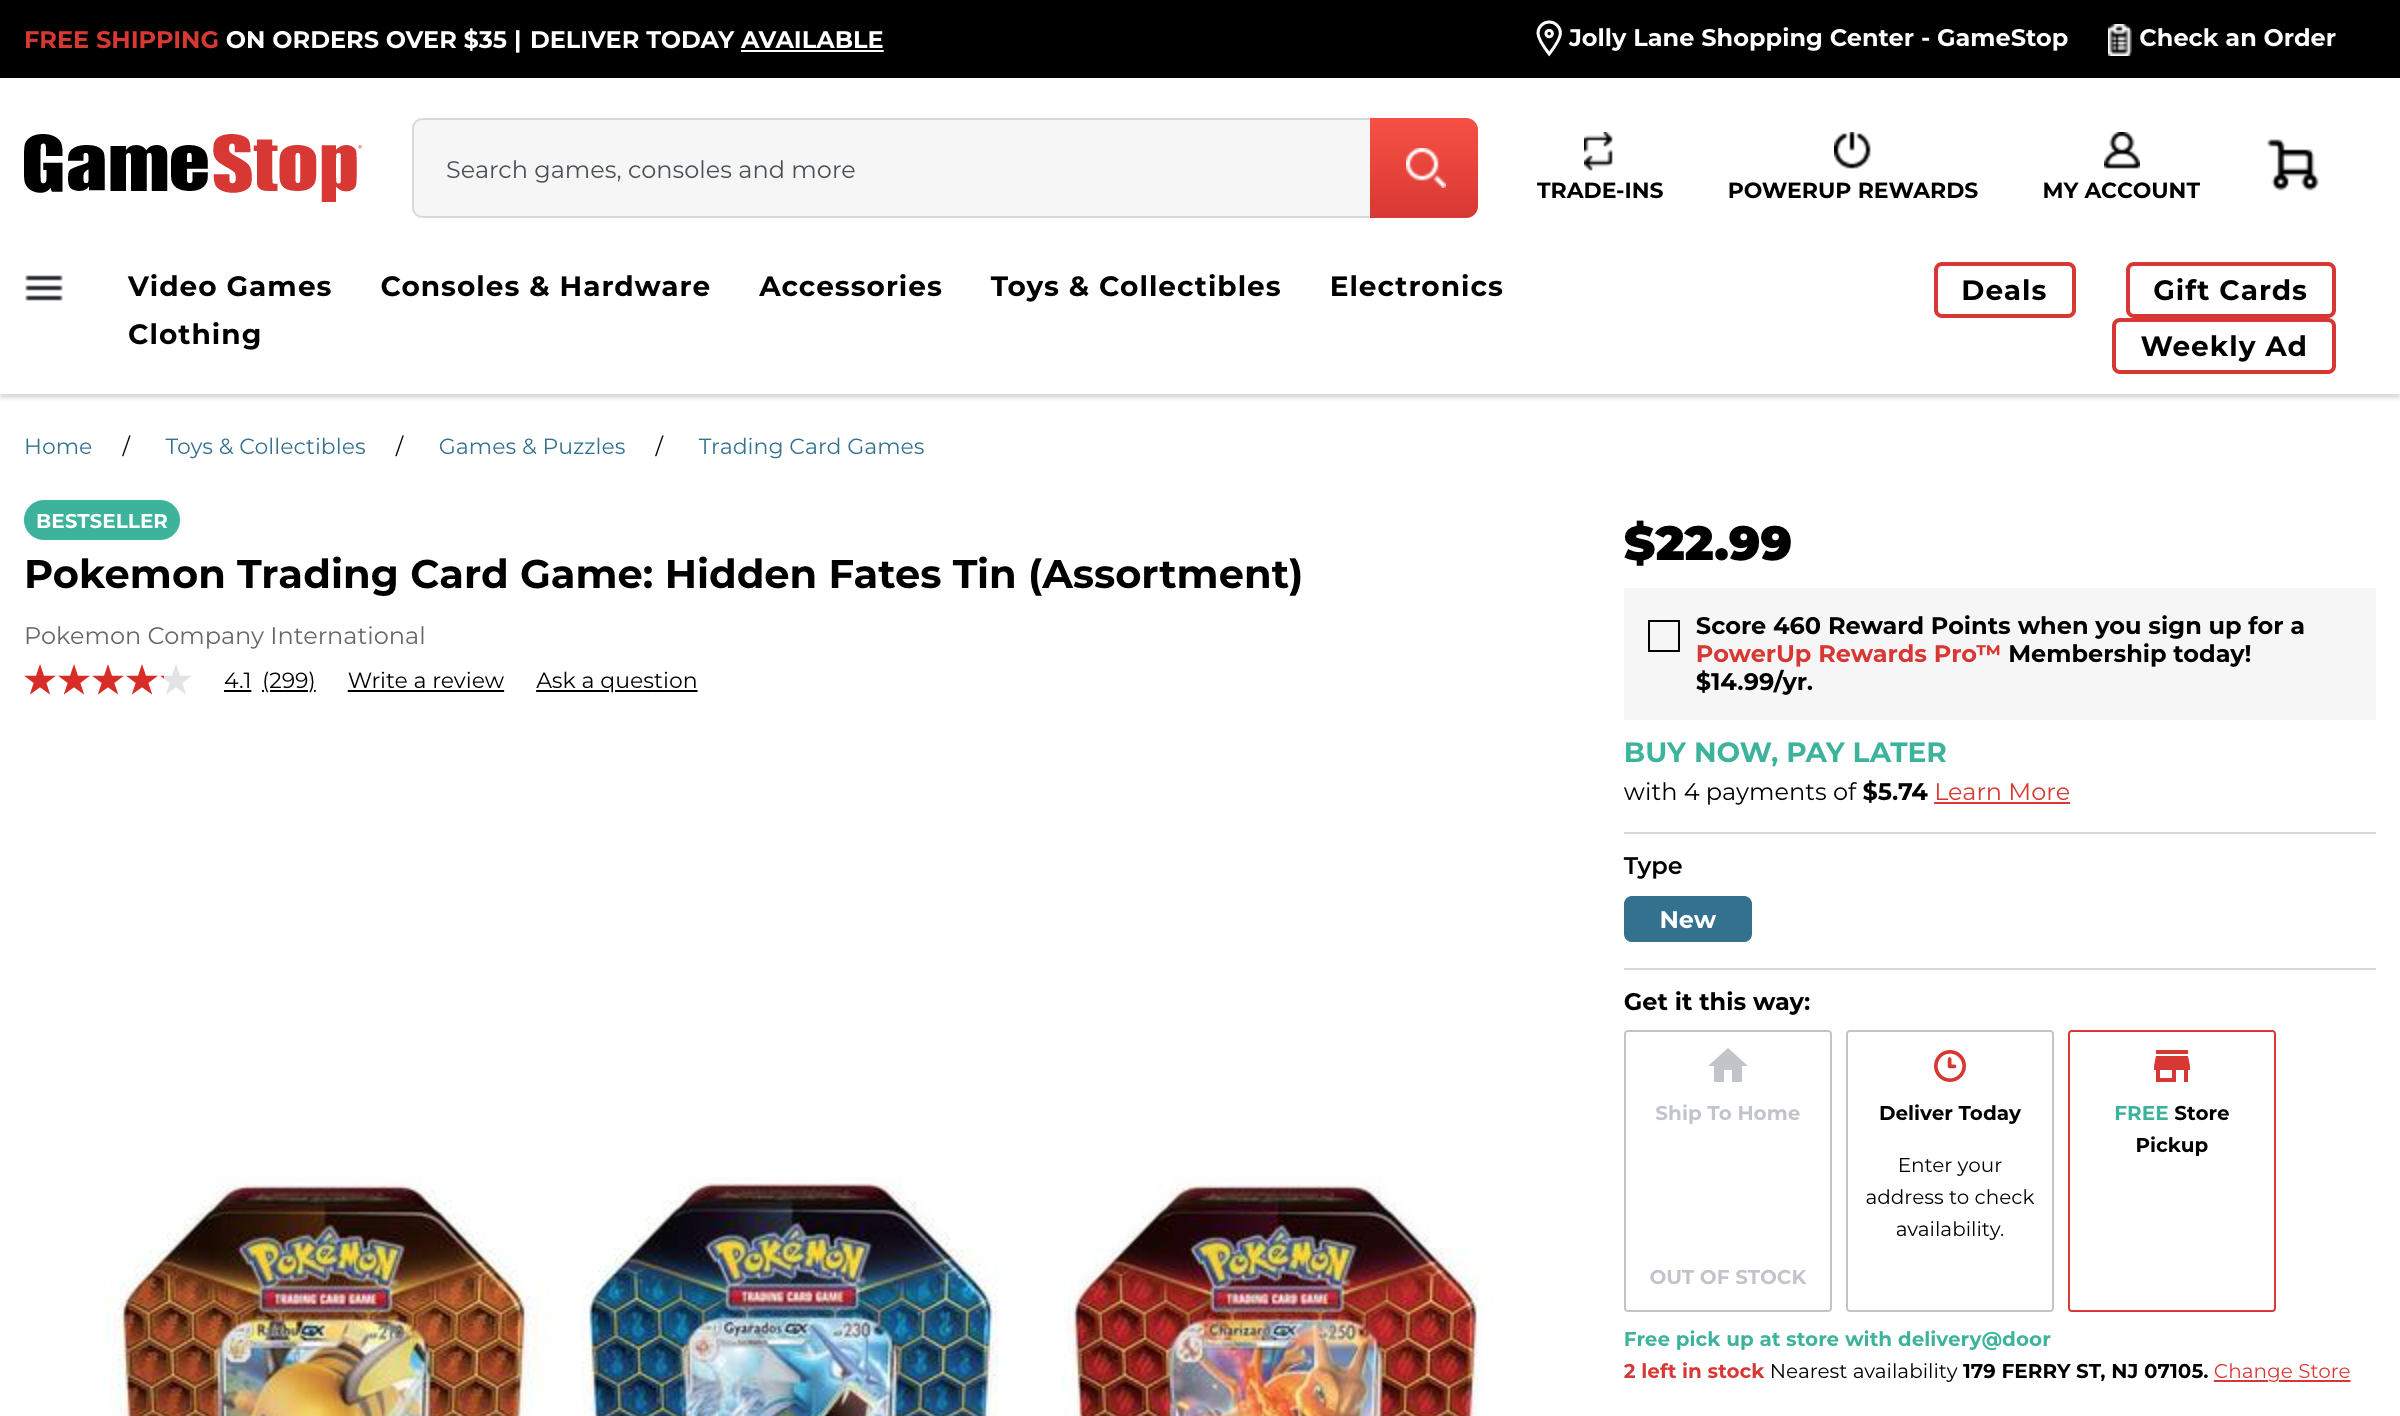 FREE SHIPPING ON ORDERS OVER $35 | DELIVER TODAY AVAILABLE
Jolly Lane Shopping Center - GameStop
Check an Order
GameStop
Search games, consoles and more
TRADE-INS
POWERUP REWARDS
MY ACCOUNT
Video Games
Consoles & Hardware
Accessories
Toys & Collectibles
Electronics
Clothing
Deals
Gift Cards
Weekly Ad
Home / Toys & Collectibles / Games & Puzzles / Trading Card Games
BESTSELLER
Pokemon Trading Card Game: Hidden Fates Tin (Assortment)
Pokemon Company International
4.1 (299) Write a review Ask a question
$22.99
Score 460 Reward Points when you sign up for a
PowerUp Rewards Pro™ Membership today!
$14.99/yr.
BUY NOW, PAY LATER
with 4 payments of $5.74 Learn More
Type
New
Get it this way:
Ship To Home
OUT OF STOCK
Deliver Today
Enter your
address to check
availability.
FREE Store
Pickup
Free pick up at store with delivery@door
2 left in stock Nearest availability 179 FERRY ST, NJ 07105. Change Store
POKéMON
TRADING CARD GAME
GX
POKéMON
TRADING CARD GAME
Gyarados GX 230
POKéMON
TRADING CARD GAME
Charizard GX 250